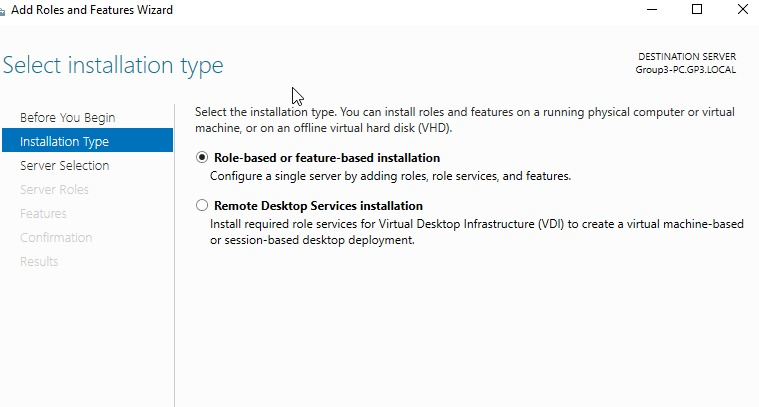 Add Roles and Features Wizard
Select installation type
DESTINATION SERVER
Group3-PC.GP3.LOCAL
Before You Begin
Installation Type
Server Selection
Server Roles
Features
Confirmation
Results
Select the installation type. You can install roles and features on a running physical computer or virtual
machine, or on an offline virtual hard disk (VHD).
Role-based or feature-based installation
Configure a single server by adding roles, role services, and features.
Remote Desktop Services installation
Install required role services for Virtual Desktop Infrastructure (VDI) to create a virtual machine-based
or session-based desktop deployment.